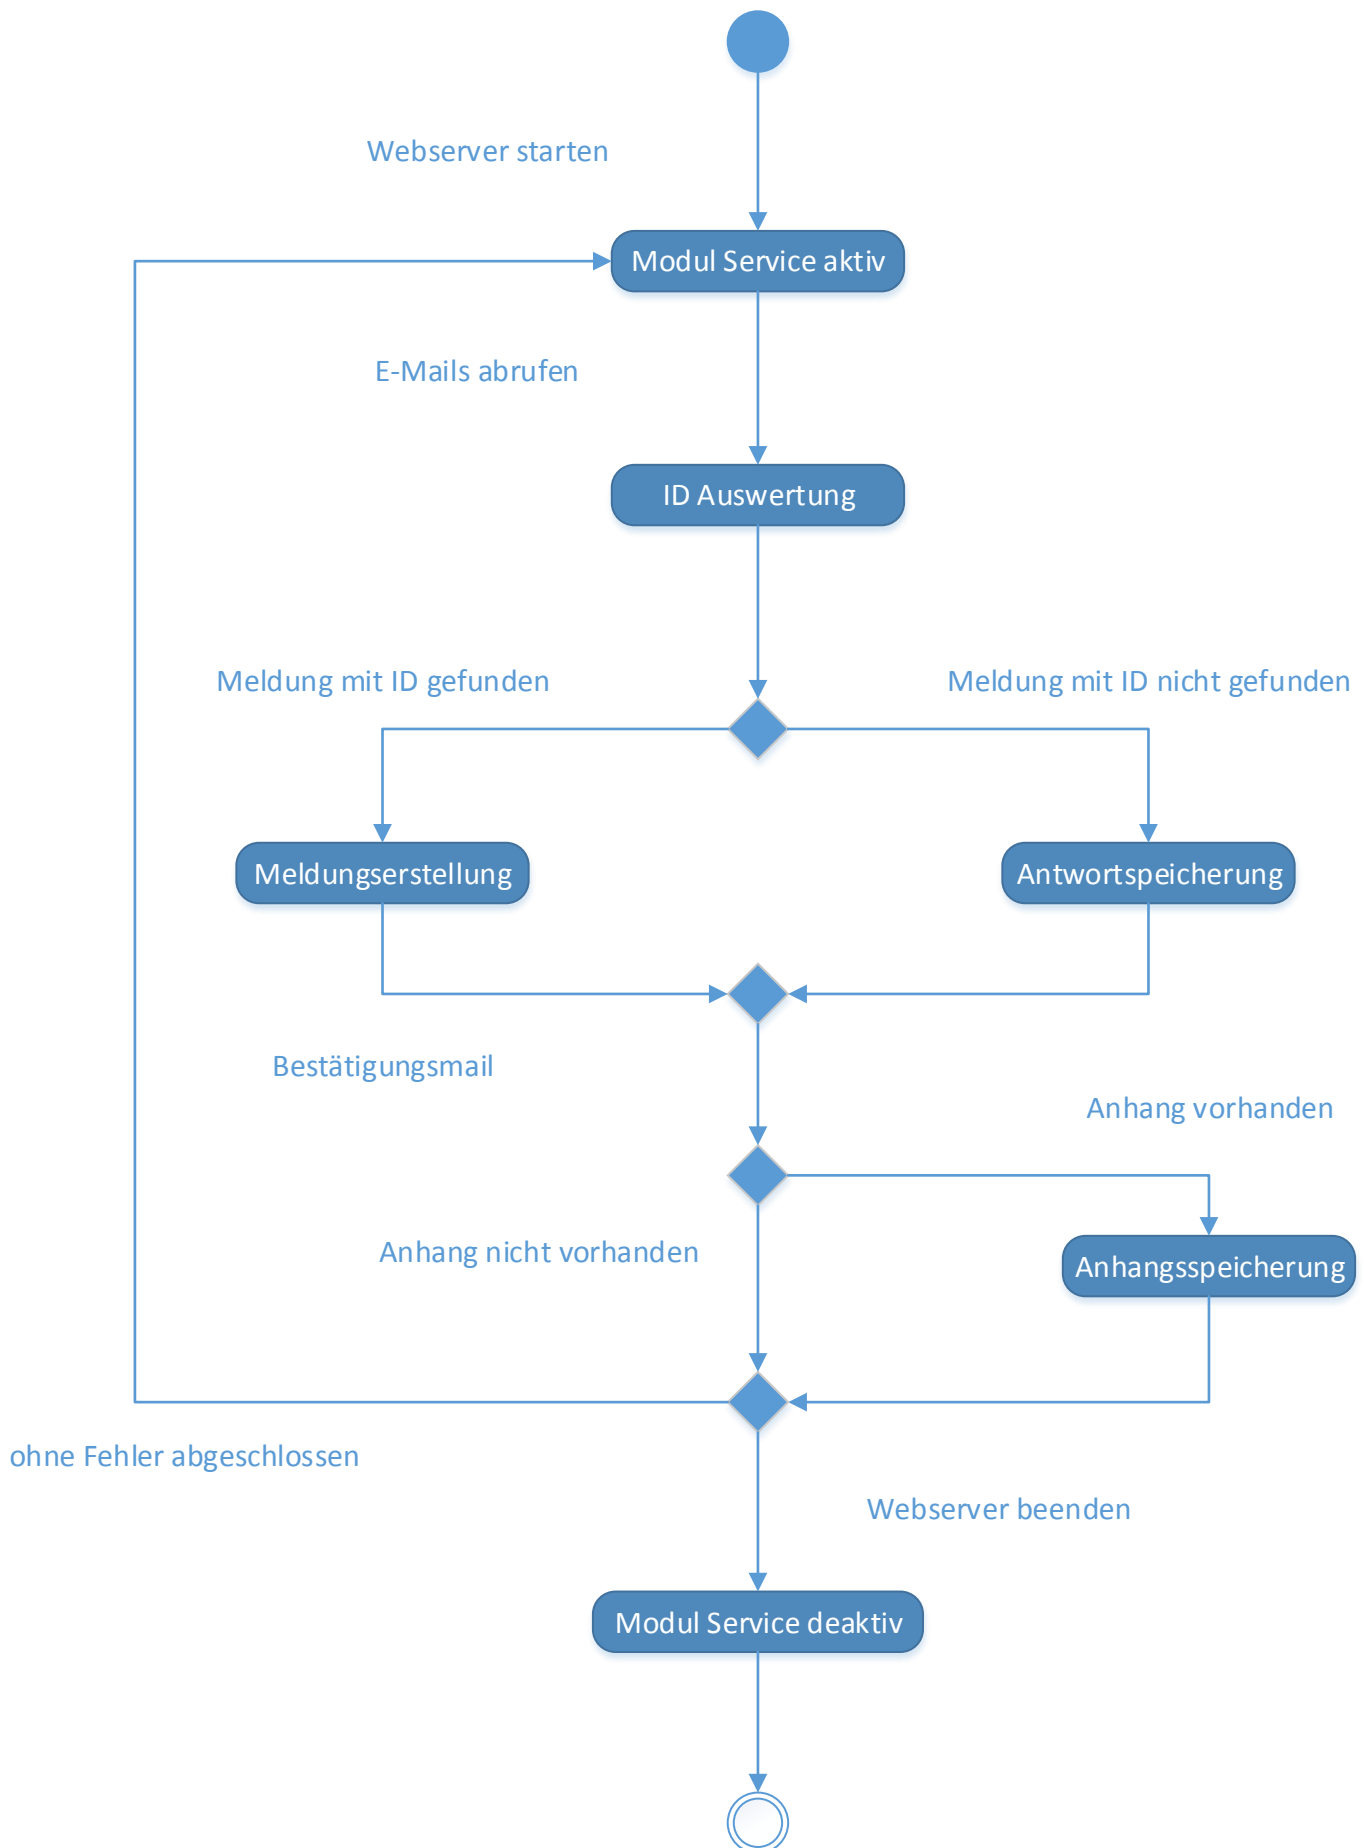 Webserver starten
Modul Service aktiv
E-Mails abrufen
ID Auswertung
Meldung mit ID gefunden
Meldung mit ID nicht gefunden
Meldungserstellung
Antwortspeicherung
Bestätigungsmail
Anhang vorhanden
Anhang nicht vorhanden
Anhangsspeicherung
ohne Fehler abgeschlossen
Webserver beenden
Modul Service deaktiv